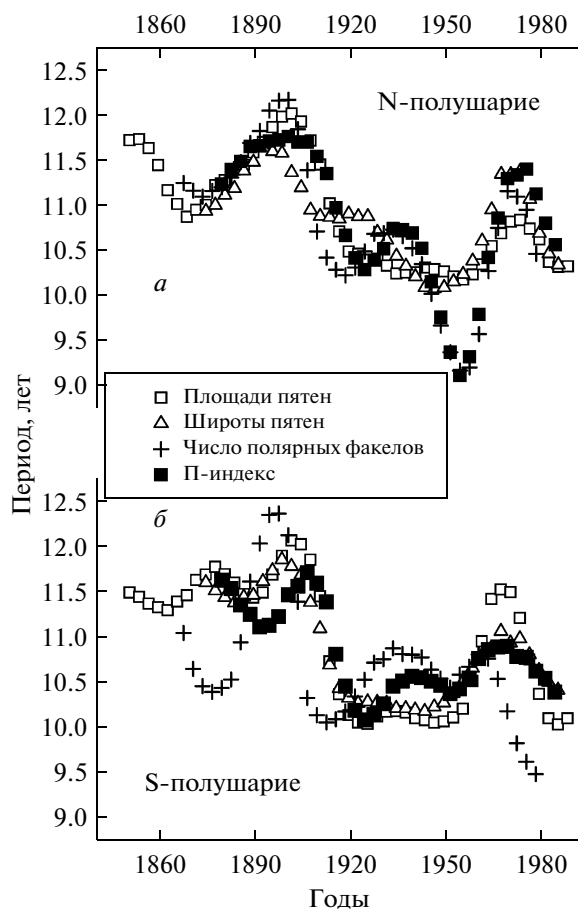 1860 1890 1920 1950 1980
12.5
N-полушарие
12.0
11.5
11.0
10.5
а
10.0
9.5
9.0
Период, лет
Площади пятен
Широты пятен
Число полярных факелов
П-индекс
12.5
б
12.0
11.5
11.0
10.5
10.0
9.5
S-полушарие
9.0
1860 1890 1920 1950 1980
Годы